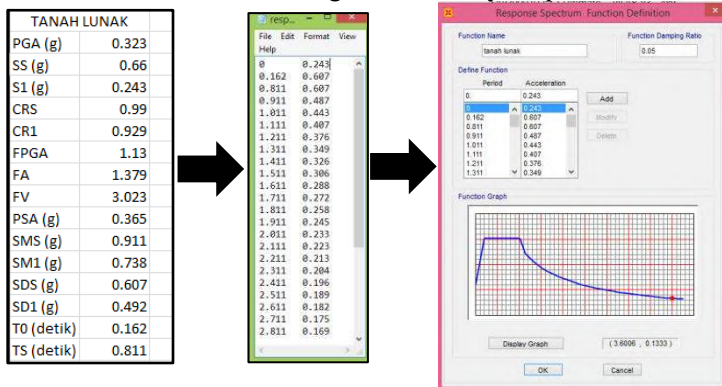 TANAH LUNAK
PGA (g) 0.323
SS (g) 0.66
S1 (g) 0.243
CRS 0.99
CR1 0.929
FPGA 1.13
FA 1.379
FV 3.023
PSA (g) 0.365
SMS (g) 0.911
SM1 (g) 0.738
SDS (g) 0.607
SD1 (g) 0.492
T0 (detik) 0.162
TS (detik) 0.811
resp...
File Edit Format View
Help
0 0.243
0.162 0.607
0.811 0.607
0.911 0.487
1.011 0.443
1.111 0.407
1.211 0.376
1.311 0.349
1.411 0.326
1.511 0.306
1.611 0.288
1.711 0.272
1.811 0.258
1.911 0.245
2.011 0.233
2.111 0.223
2.211 0.213
2.311 0.204
2.411 0.196
2.511 0.189
2.611 0.182
2.711 0.175
2.811 0.169
Response Spectrum Function Definition
Function Name
Function Damping Ratio
tanah lunak
0.05
Define Function
Period Acceleration
0. 0.243
Add
0. 0.243
0.162 0.607
Modify
0.811 0.607
0.911 0.487
Delete
1.011 0.443
1.111 0.407
1.211 0.376
1.311 0.349
Function Graph
Display Graph
(3.6006 , 0.1333 )
OK
Cancel